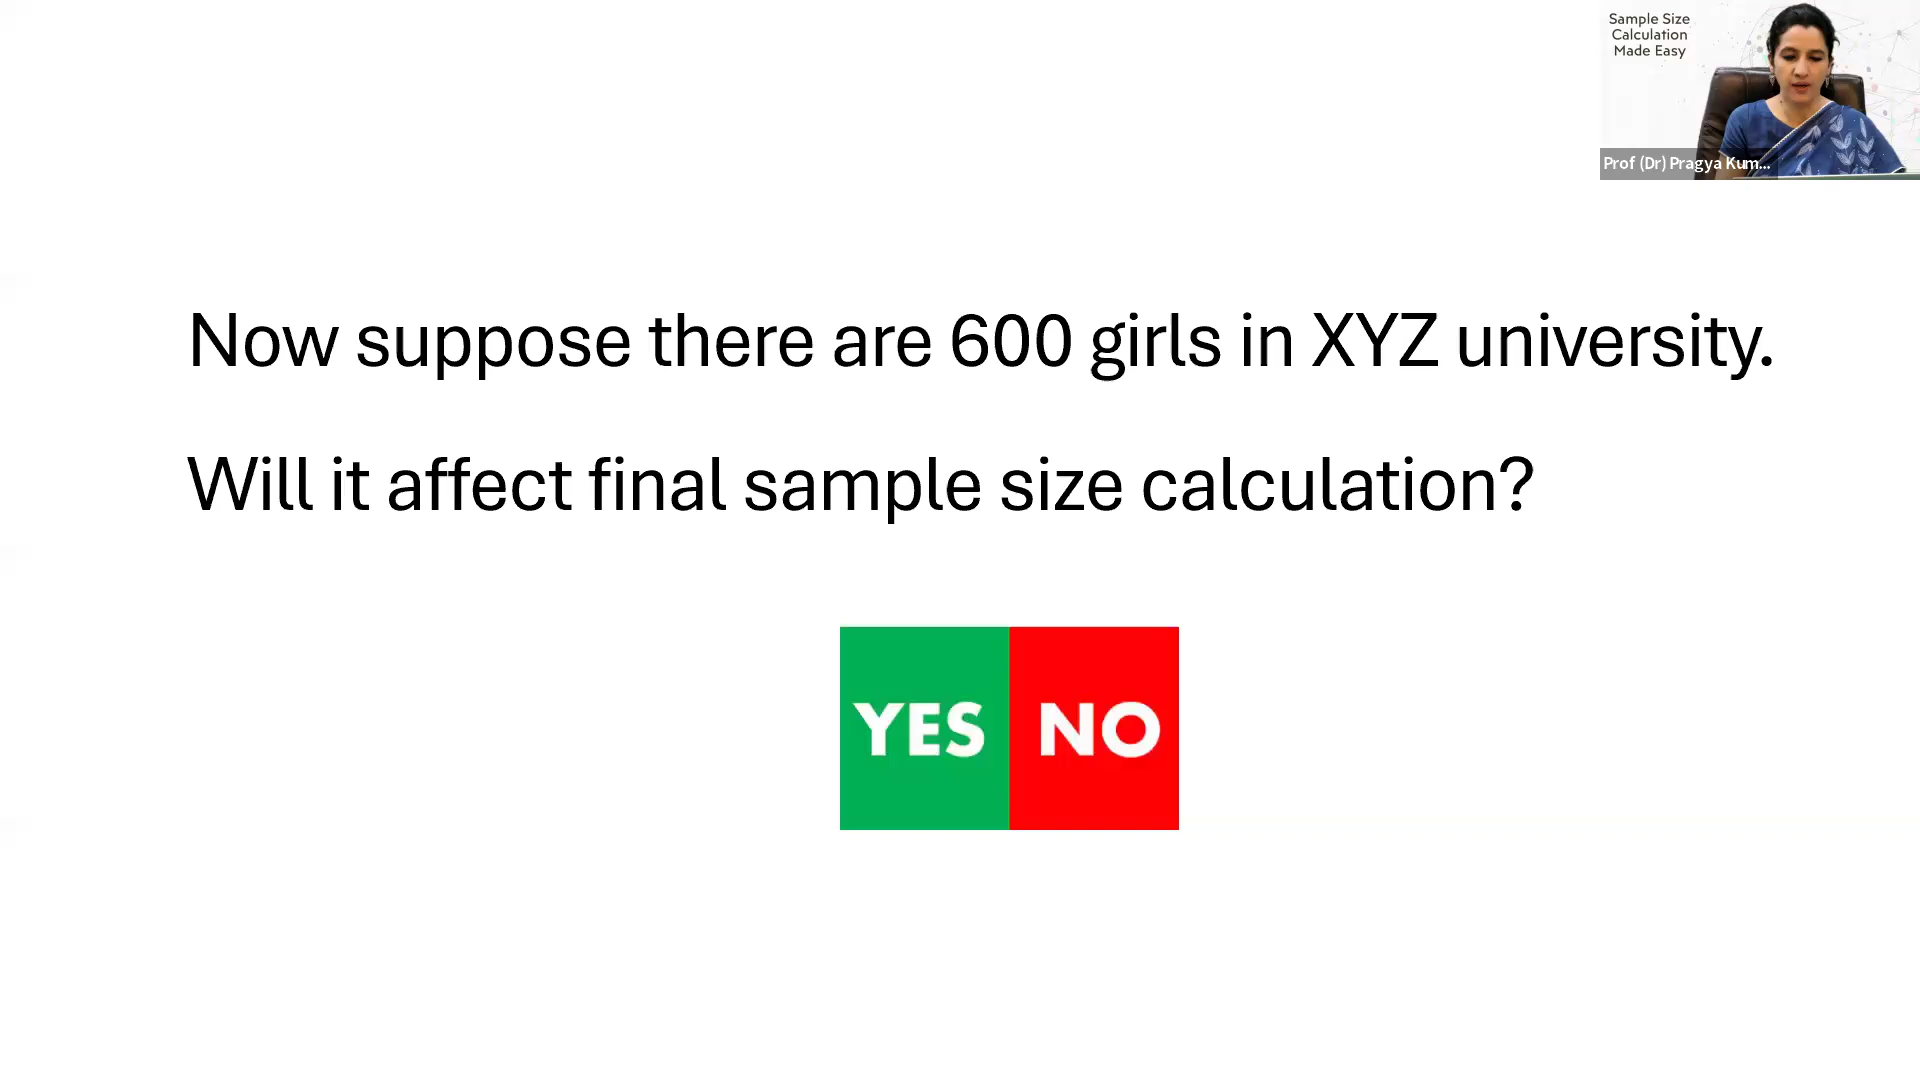 Sample Size
Calculation
Made Easy
Prof (Dr) Pragya Kum...
Now suppose there are 600 girls in XYZ university.
Will it affect final sample size calculation?
YES NO